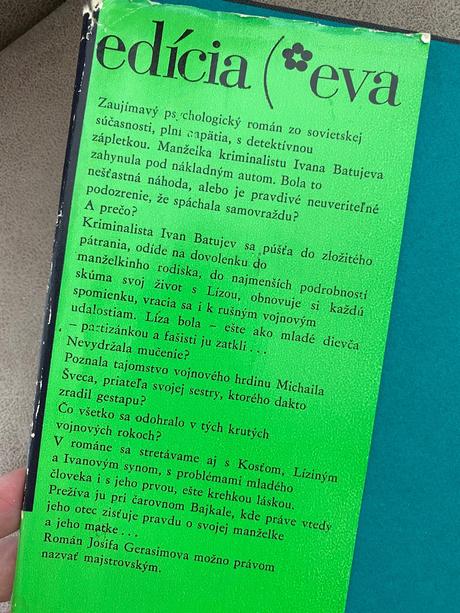 edícia (*eva
Zaujímavý psychologický román zo sovietskej
súčasnosti, plný napätia, s detektívnou
zápletkou. Manželka kriminalistu Ivana Batujeva
zahynula pod nákladným autom. Bola to
nešťastná náhoda, alebo je pravdivé neuveriteľné
podozrenie, že spáchala samovraždu?
A prečo?
Kriminalista Ivan Batujev sa púšťa do zložitého
pátrania, odíde na dovolenku do
manželkinho rodiska, do najmenších podrobností
skúma svoj život s Lízou, obnovuje si každú
spomienku, vracia sa i k rušným vojnovým
udalostiam. Líza bola – ešte ako mladé dievča
– partizánkou a fašisti ju zatkli...
Nevydržala mučenie?
Poznala tajomstvo vojnového hrdinu Michaila
Šveca, priateľa svojej sestry, ktorého dakto
zradil gestapu?
Čo všetko sa odohralo v tých krutých
vojnových rokoch?
V románe sa stretávame aj s Kosťom, Líziným
a Ivanovým synom, s problémami mladého
človeka i s jeho prvou, ešte krehkou láskou.
Prežíva ju pri čarovnom Bajkale, kde práve vtedy
jeho otec zisťuje pravdu o svojej manželke
a jeho matke...
Román Josifa Gerasimova možno právom
nazvať majstrovským.